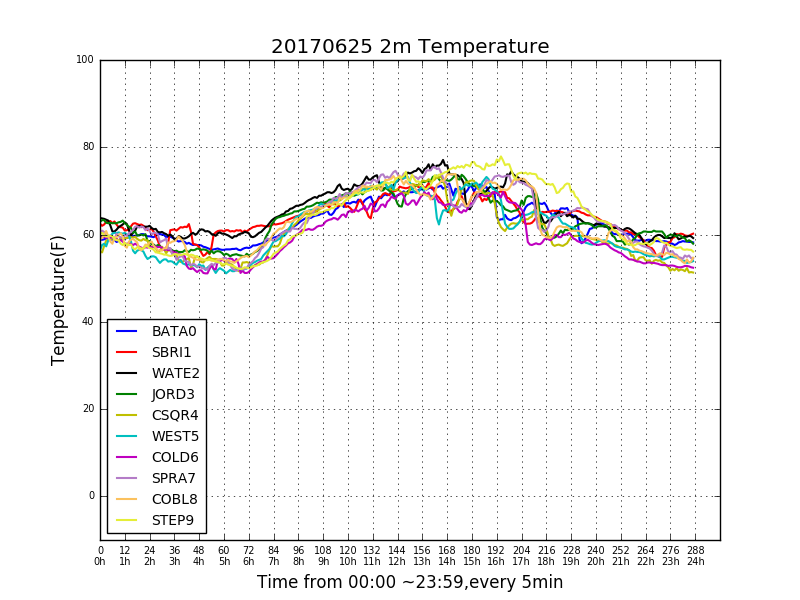 20170625 2m Temperature
100
80
60
40
20
0
Temperature(F)
BATA0
SBRI1
WATE2
JORD3
CSQR4
WEST5
COLD6
SPRA7
COBL8
STEP9
0 12 24 36 48 60 72 84 96 108 120 132 144 156 168 180 192 204 216 228 240 252 264 276 288
0h 1h 2h 3h 4h 5h 6h 7h 8h 9h 10h 11h 12h 13h 14h 15h 16h 17h 18h 19h 20h 21h 22h 23h 24h
Time from 00:00 ~23:59,every 5min